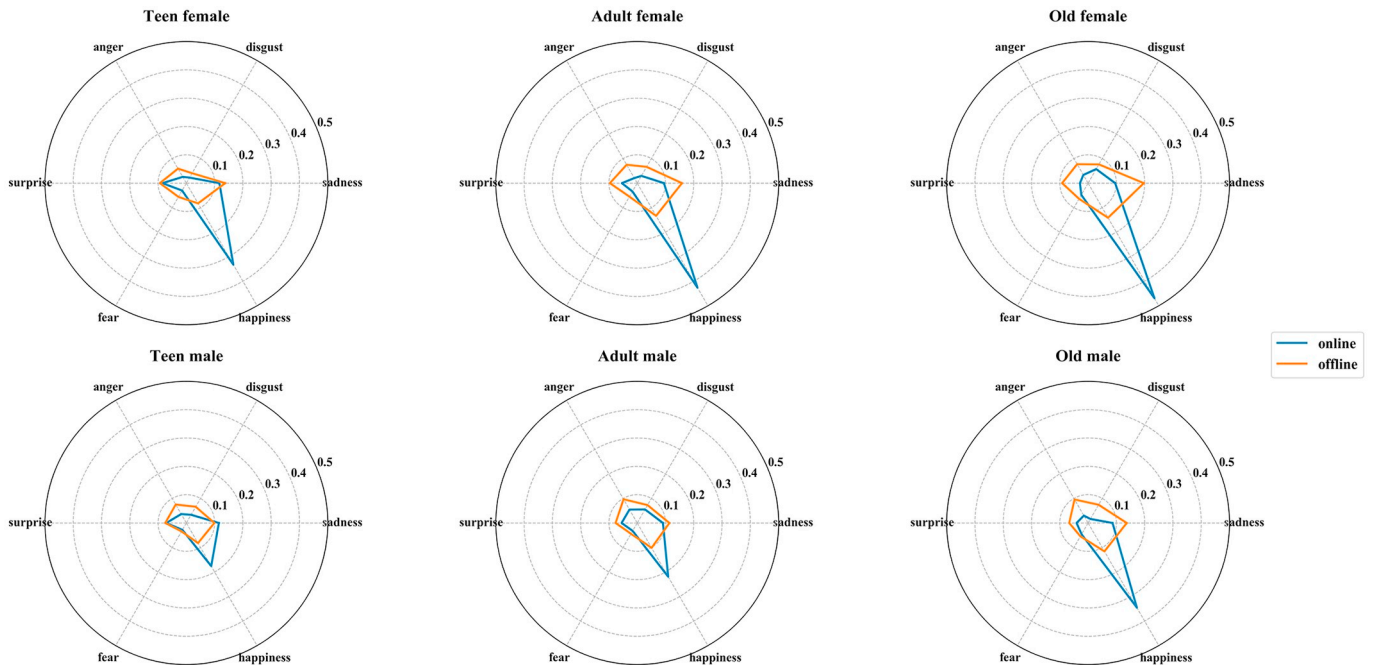 Teen female
Adult female
Old female
anger
disgust
anger
disgust
anger
disgust
0.5
0.4
0.3
0.2
0.1
0.5
0.4
0.3
0.2
0.1
0.5
0.4
0.3
0.2
0.1
surprise
sadness
surprise
sadness
surprise
sadness
fear
happiness
fear
happiness
fear
happiness
online
offline
Teen male
Adult male
Old male
anger
disgust
anger
disgust
anger
disgust
0.5
0.4
0.3
0.2
0.1
0.5
0.4
0.3
0.2
0.1
0.5
0.4
0.3
0.2
0.1
surprise
sadness
surprise
sadness
surprise
sadness
fear
happiness
fear
happiness
fear
happiness